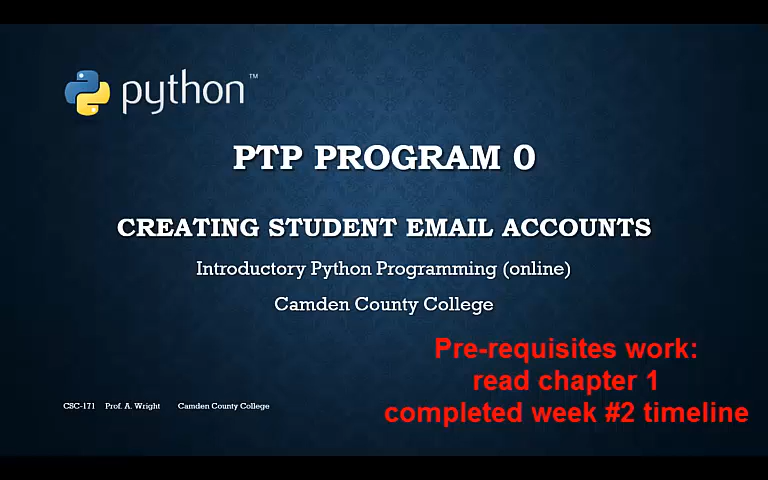 python™
PTP PROGRAM 0
CREATING STUDENT EMAIL ACCOUNTS
Introductory Python Programming (online)
Camden County College
Pre-requisites work:
read chapter 1
completed week #2 timeline
CSC-171 Prof. A. Wright Camden County College